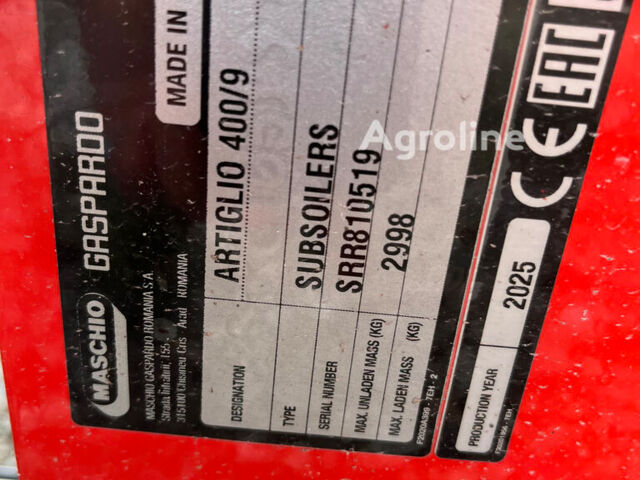 MASCHIO
GASPARDO
MADE IN
MASCHIO GASPARDO ROMANIA S.A.
315100 Chisineu Cris Arad ROMANIA
DESIGNATION ARTIGLIO 400/9
TYPE SUBSOILERS
SERIAL NUMBER SRR810519
MAX. UNLADEN MASS (KG) 2998
MAX. LADEN MASS (KG)
PRODUCTION YEAR 2025
CE EAC
Agroline